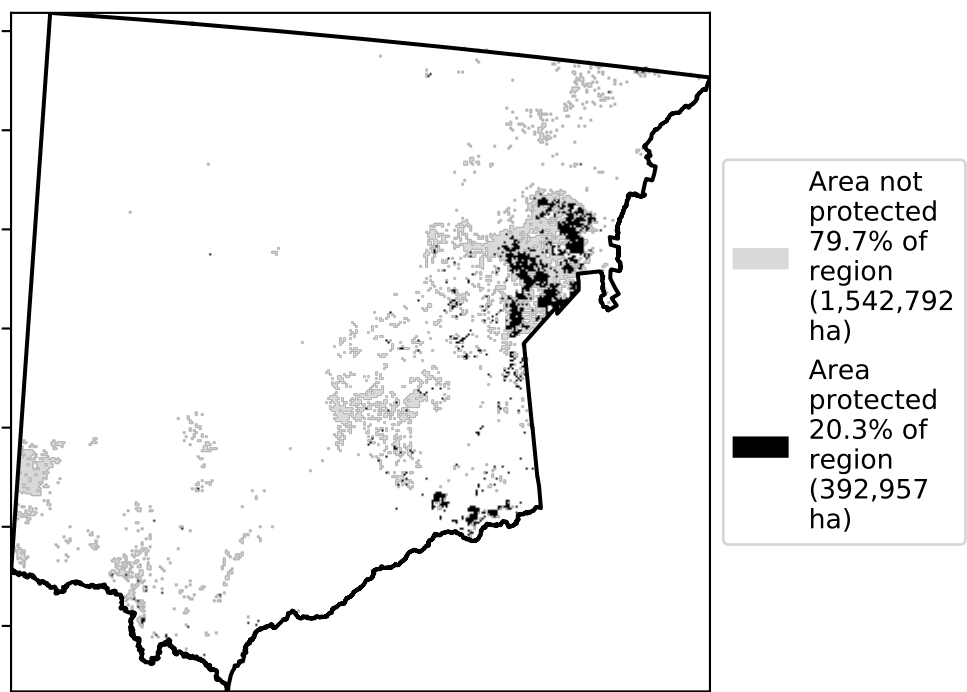 Area not
protected
79.7% of
region
(1,542,792
ha)
Area
protected
20.3% of
region
(392,957
ha)